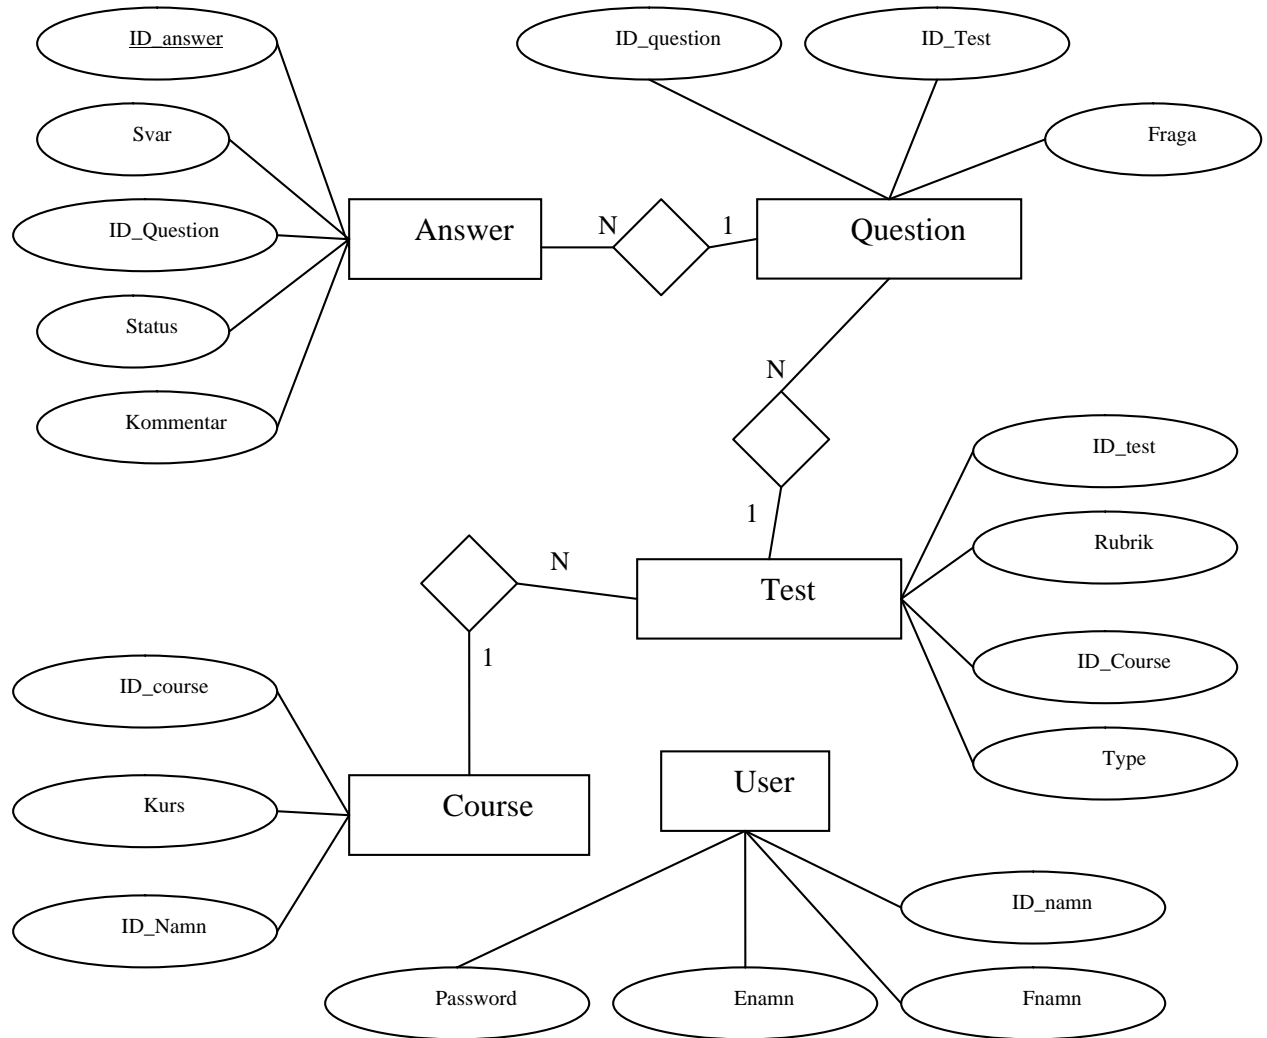 ID_answer
ID_question
ID_Test
Svar
Fraga
ID_Question
Answer
N
1
Question
Status
N
Kommentar
ID_test
1
Rubrik
N
Test
1
ID_Course
ID_course
Type
User
Kurs
Course
ID_namn
ID_Namn
Password
Enamn
Fnamn